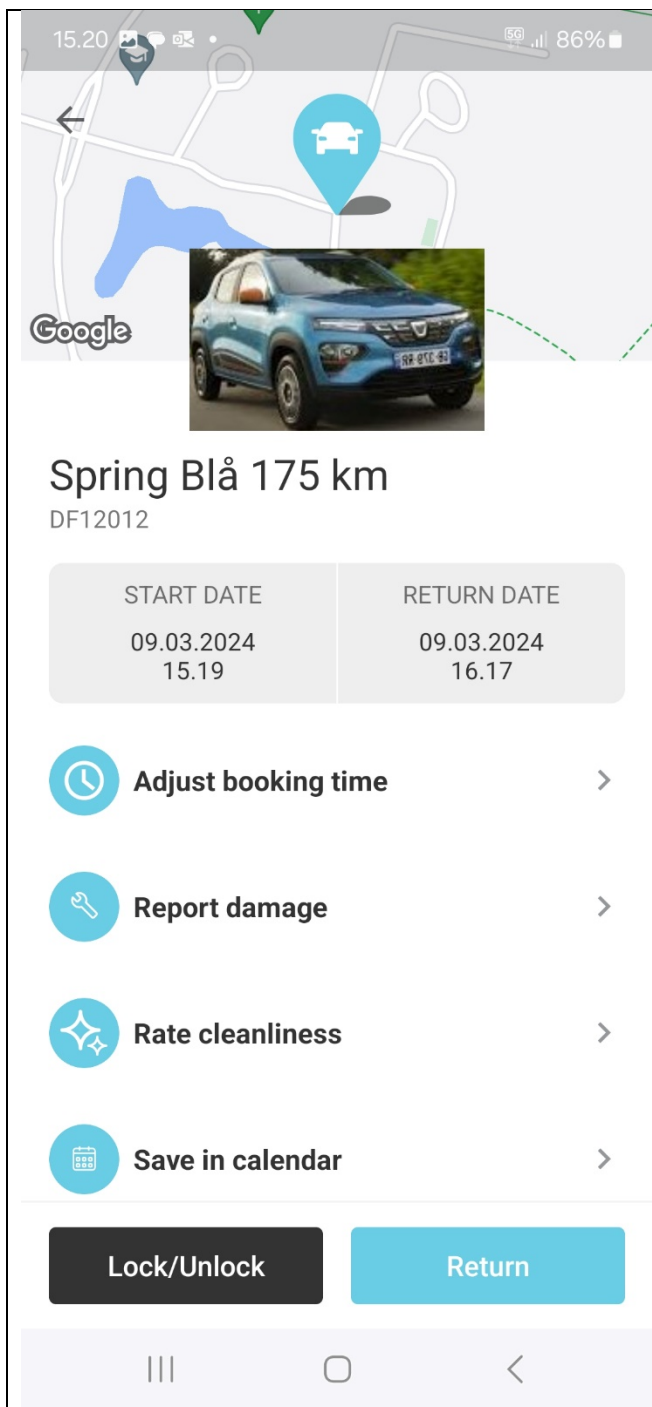 15.20
5G
86%
Google
Spring Blå 175 km
DF12012
START DATE
RETURN DATE
09.03.2024
09.03.2024
15.19
16.17
Adjust booking time
Report damage
Rate cleanliness
Save in calendar
Lock/Unlock
Return